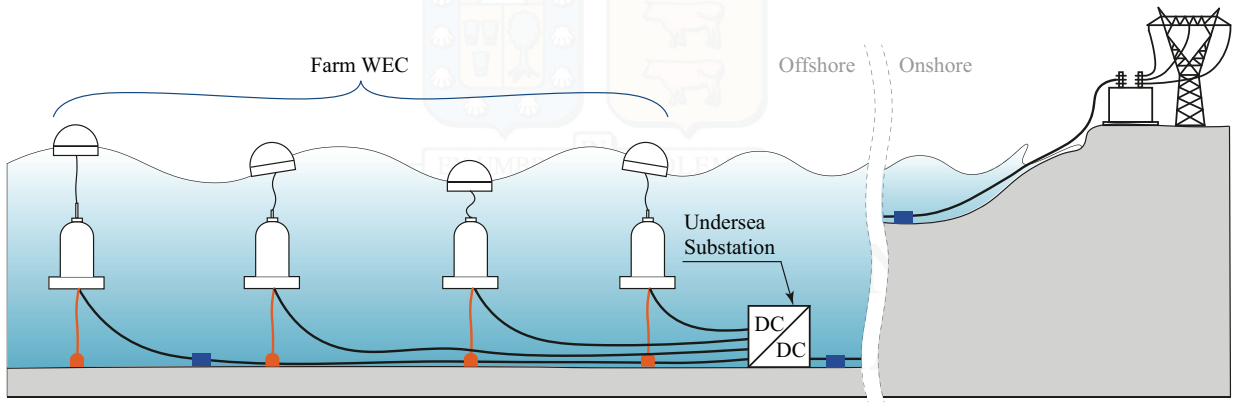 Farm WEC
Offshore
Onshore
Undersea
Substation
DC
DC